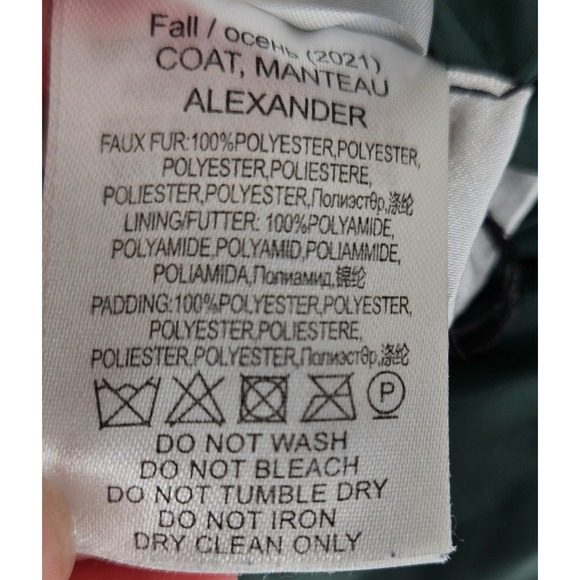 Fall / осень (2021)
COAT, MANTEAU
ALEXANDER
FAUX FUR:100%POLYESTER,POLYESTER,
POLYESTER,POLIESTERE,
POLIESTER,POLYESTER,Полиэстθр,涤纶
LINING/FUTTER: 100%POLYAMIDE,
POLYAMIDE,POLYAMID,POLIAMMIDE,
POLIAMIDA,Полиамид,锦纶
PADDING:100%POLYESTER,POLYESTER,
POLYESTER,POLIESTERE,
POLIESTER,POLYESTER,Полиэстθр,涤纶
P
DO NOT WASH
DO NOT BLEACH
DO NOT TUMBLE DRY
DO NOT IRON
DRY CLEAN ONLY